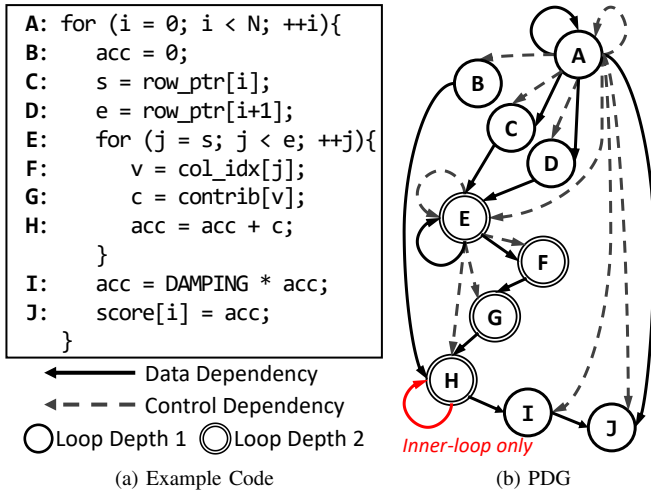 A: for (i = 0; i < N; ++i){
B: acc = 0;
C: s = row_ptr[i];
D: e = row_ptr[i+1];
E: for (j = s; j < e; ++j){
F: v = col_idx[j];
G: c = contrib[v];
H: acc = acc + c;
}
I: acc = DAMPING * acc;
J: score[i] = acc;
}
Data Dependency
Control Dependency
Loop Depth 1 Loop Depth 2
(a) Example Code
A
B
C
D
E
F
G
H
I
J
Inner-loop only
(b) PDG